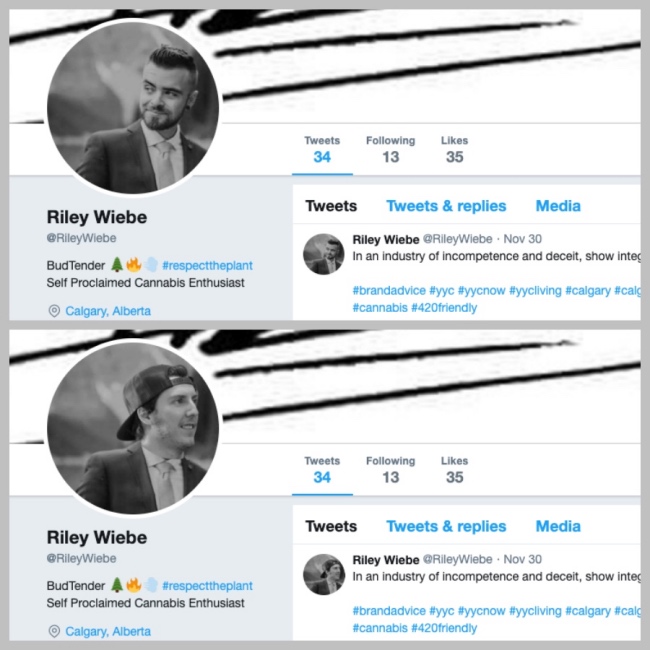 Tweets Following Likes
34 13 35
Riley Wiebe
@RileyWiebe
BudTender 🌲🔥💨 #respecttheplant
Self Proclaimed Cannabis Enthusiast
Calgary, Alberta
Tweets Tweets & replies Media
Riley Wiebe @RileyWiebe · Nov 30
In an industry of incompetence and deceit, show integ
#brandadvice #yyc #yycnow #yycliving #calgary #calg
#cannabis #420friendly
Tweets Following Likes
34 13 35
Riley Wiebe
@RileyWiebe
BudTender 🌲🔥💨 #respecttheplant
Self Proclaimed Cannabis Enthusiast
Calgary, Alberta
Tweets Tweets & replies Media
Riley Wiebe @RileyWiebe · Nov 30
In an industry of incompetence and deceit, show integ
#brandadvice #yyc #yycnow #yycliving #calgary #calg
#cannabis #420friendly